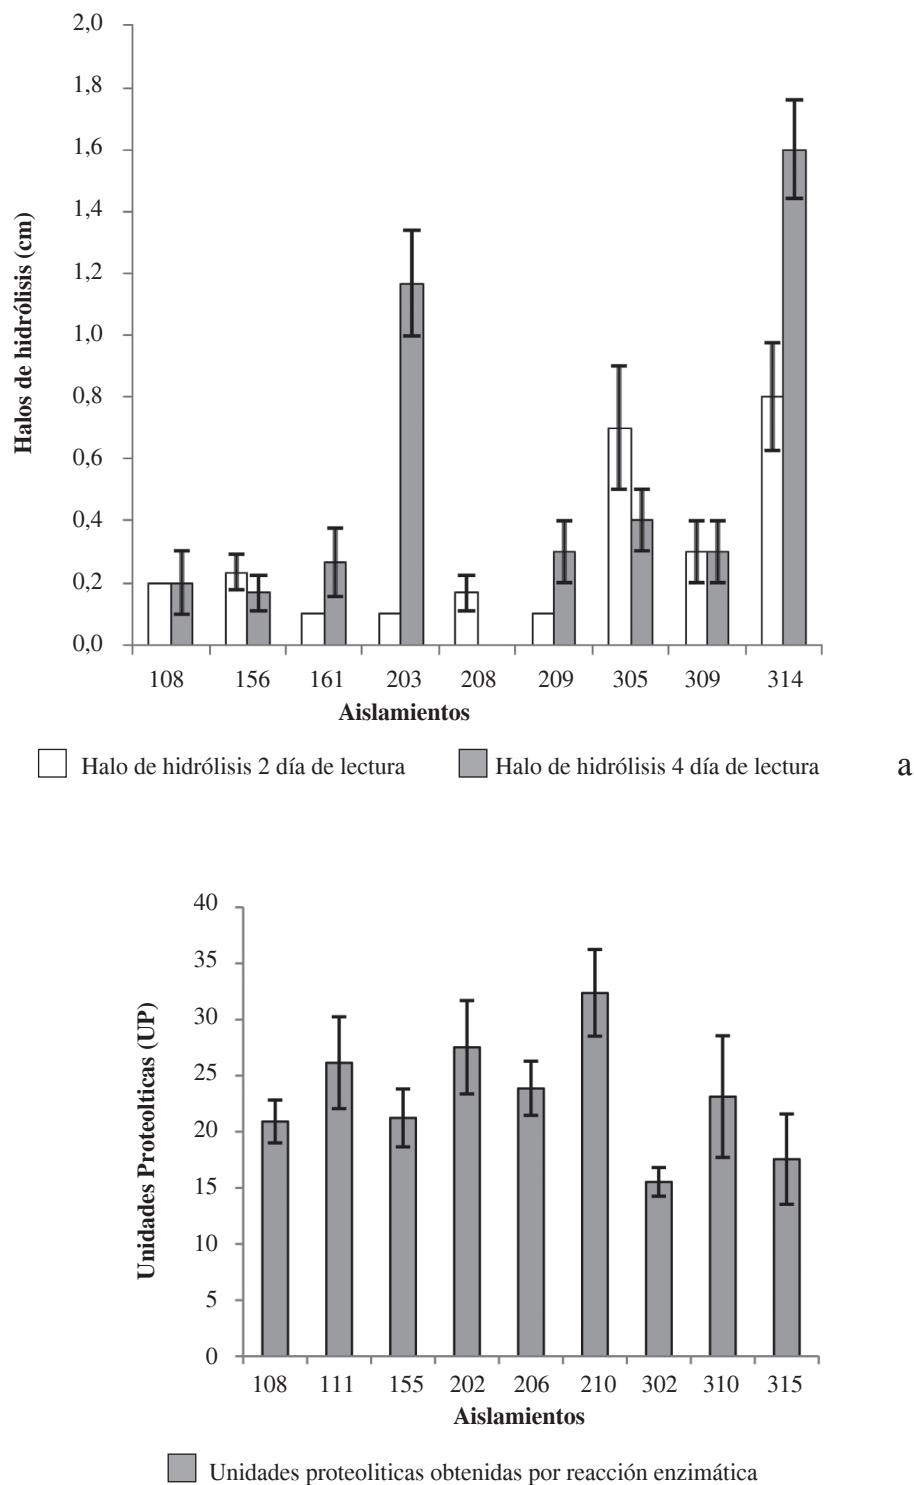 2,0
1,8
1,6
1,4
1,2
1,0
0,8
0,6
0,4
0,2
0,0
Halos de hidrólisis (cm)
108 156 161 203 208 209 305 309 314
Aislamientos
Halo de hidrólisis 2 día de lectura Halo de hidrólisis 4 día de lectura
a
40
35
30
25
20
15
10
5
0
Unidades Proteolticas (UP)
108 111 155 202 206 210 302 310 315
Aislamientos
Unidades proteoliticas obtenidas por reacción enzimática